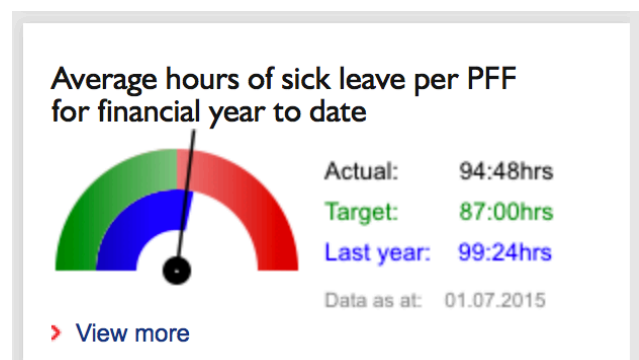 Average hours of sick leave per PFF
for financial year to date
Actual: 94:48hrs
Target: 87:00hrs
Last year: 99:24hrs
Data as at: 01.07.2015
View more